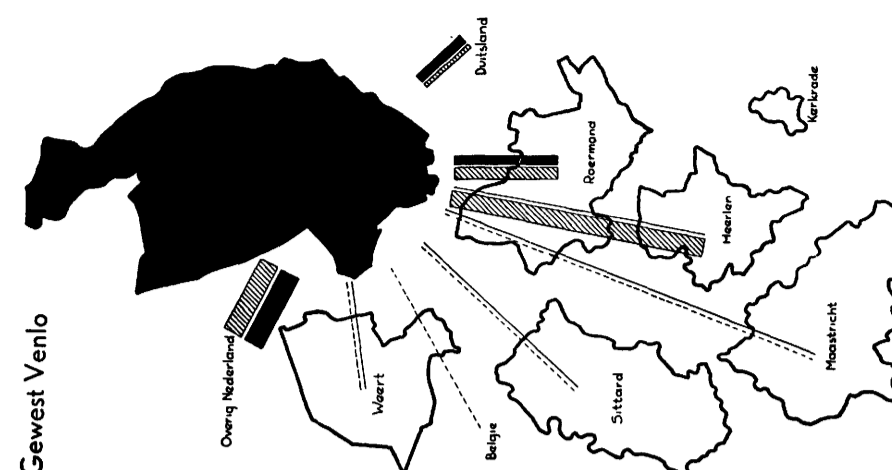 Gewest Venlo
Overig Nederland
Weert
België
Sittard
Maastricht
Heerlen
Roermond
Kerkrade
Duitsland